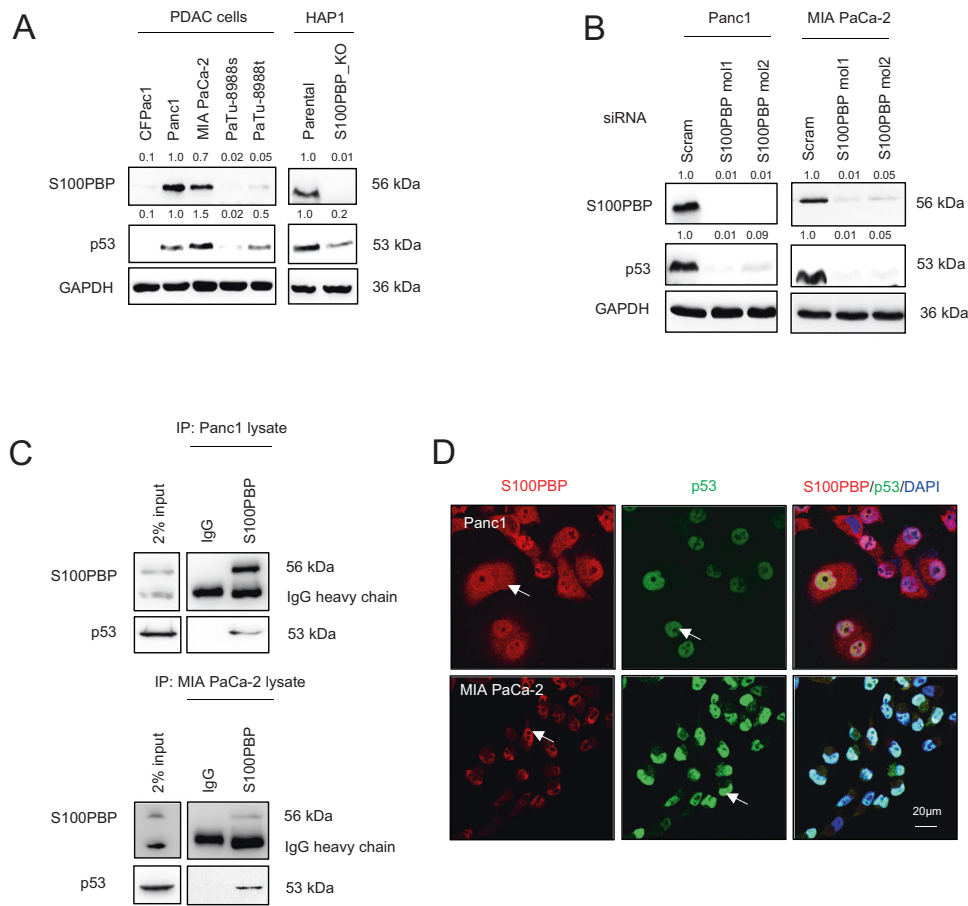 A
PDAC cells
HAP1
CFPac1
Panc1
MIA PaCa-2
PaTu-8988s
PaTu-8988t
Parental
S100PBP_KO
0.1 1.0 0.7 0.02 0.05 1.0 0.01
S100PBP
56 kDa
0.1 1.0 1.5 0.02 0.5 1.0 0.2
p53
53 kDa
GAPDH
36 kDa
B
Panc1
MIA PaCa-2
siRNA
Scram
S100PBP mol1
S100PBP mol2
Scram
S100PBP mol1
S100PBP mol2
1.0 0.01 0.01 1.0 0.01 0.05
S100PBP
56 kDa
1.0 0.01 0.09 1.0 0.01 0.05
p53
53 kDa
GAPDH
36 kDa
C
IP: Panc1 lysate
2% input
IgG
S100PBP
S100PBP
56 kDa
IgG heavy chain
p53
53 kDa
IP: MIA PaCa-2 lysate
2% input
IgG
S100PBP
S100PBP
56 kDa
IgG heavy chain
p53
53 kDa
D
S100PBP
p53
S100PBP/p53/DAPI
Panc1
MIA PaCa-2
20µm